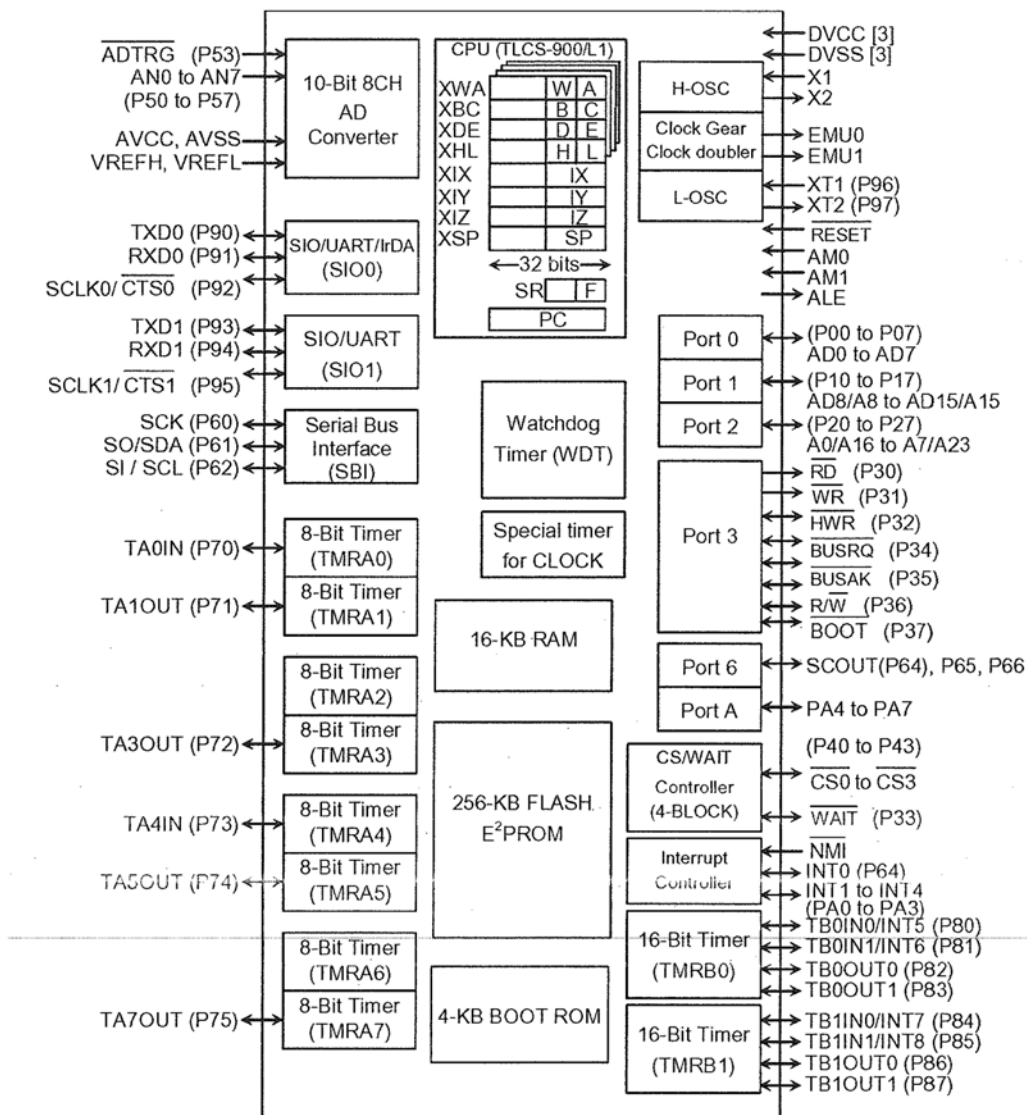 ADTRG (P53)
AN0 to AN7
(P50 to P57)
AVCC, AVSS
VREFH, VREFL
10-Bit 8CH
AD
Converter
TXD0 (P90)
RXD0 (P91)
SCLK0/ CTS0 (P92)
SIO/UART/IrDA
(SIO0)
TXD1 (P93)
RXD1 (P94)
SCLK1/ CTS1 (P95)
SIO/UART
(SIO1)
SCK (P60)
SO/SDA (P61)
SI / SCL (P62)
Serial Bus
Interface
(SBI)
TA0IN (P70)
8-Bit Timer
(TMRA0)
TA1OUT (P71)
8-Bit Timer
(TMRA1)
8-Bit Timer
(TMRA2)
TA3OUT (P72)
8-Bit Timer
(TMRA3)
TA4IN (P73)
8-Bit Timer
(TMRA4)
TA5OUT (P74)
8-Bit Timer
(TMRA5)
8-Bit Timer
(TMRA6)
TA7OUT (P75)
8-Bit Timer
(TMRA7)
CPU (TLCS-900/L1)
XWA W A
XBC B C
XDE D E
XHL H L
XIX IX
XIY IY
XIZ IZ
XSP SP
32 bits
SR F
PC
Watchdog
Timer (WDT)
Special timer
for CLOCK
16-KB RAM
256-KB FLASH
E²PROM
4-KB BOOT ROM
DVCC [3]
DVSS [3]
H-OSC
X1
X2
Clock Gear
Clock doubler
EMU0
EMU1
L-OSC
XT1 (P96)
XT2 (P97)
RESET
AM0
AM1
ALE
Port 0
(P00 to P07)
AD0 to AD7
Port 1
(P10 to P17)
AD8/A8 to AD15/A15
Port 2
(P20 to P27)
A0/A16 to A7/A23
Port 3
RD (P30)
WR (P31)
HWR (P32)
BUSRQ (P34)
BUSAK (P35)
R/W (P36)
BOOT (P37)
Port 6
SCOUT(P64), P65, P66
Port A
PA4 to PA7
CS/WAIT
Controller
(4-BLOCK)
(P40 to P43)
CS0 to CS3
WAIT (P33)
Interrupt
Controller
NMI
INT0 (P64)
INT1 to INT4
(PA0 to PA3)
16-Bit Timer
(TMRB0)
TB0IN0/INT5 (P80)
TB0IN1/INT6 (P81)
TB0OUT0 (P82)
TB0OUT1 (P83)
16-Bit Timer
(TMRB1)
TB1IN0/INT7 (P84)
TB1IN1/INT8 (P85)
TB1OUT0 (P86)
TB1OUT1 (P87)